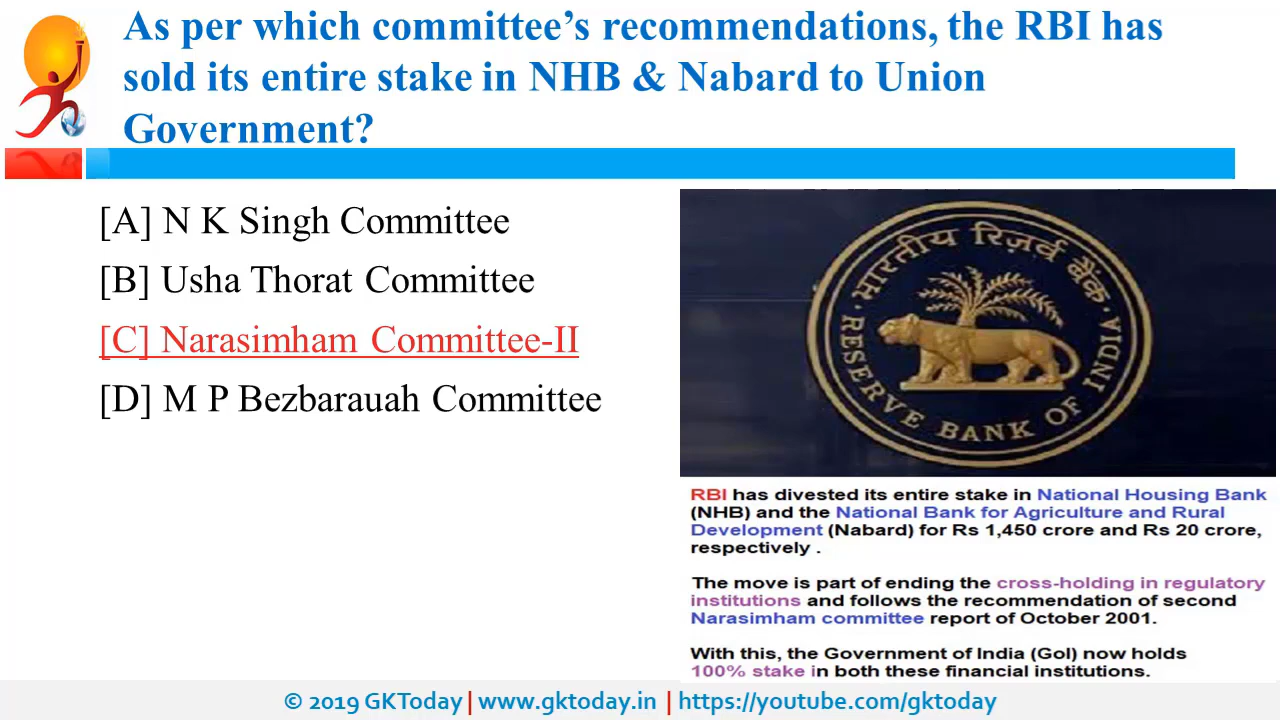 As per which committee’s recommendations, the RBI has
sold its entire stake in NHB & Nabard to Union
Government?
[A] N K Singh Committee
[B] Usha Thorat Committee
[C] Narasimham Committee-II
[D] M P Bezbarauah Committee
भारतीय रिज़र्व बैंक
RESERVE BANK OF INDIA
RBI has divested its entire stake in National Housing Bank
(NHB) and the National Bank for Agriculture and Rural
Development (Nabard) for Rs 1,450 crore and Rs 20 crore,
respectively .
The move is part of ending the cross-holding in regulatory
institutions and follows the recommendation of second
Narasimham committee report of October 2001.
With this, the Government of India (GoI) now holds
100% stake in both these financial institutions.
© 2019 GKToday | www.gktoday.in | https://youtube.com/gktoday